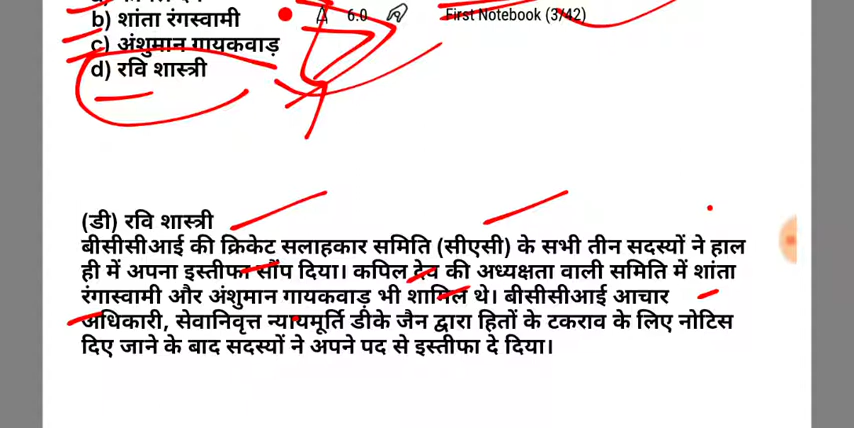 b) शांता रंगस्वामी
6.0
First Notebook (3/42)
c) अंशुमान गायकवाड़
d) रवि शास्त्री
(डी) रवि शास्त्री
बीसीसीआई की क्रिकेट सलाहकार समिति (सीएसी) के सभी तीन सदस्यों ने हाल
ही में अपना इस्तीफा सौंप दिया। कपिल देव की अध्यक्षता वाली समिति में शांता
रंगास्वामी और अंशुमान गायकवाड़ भी शामिल थे। बीसीसीआई आचार
अधिकारी, सेवानिवृत्त न्यायमूर्ति डीके जैन द्वारा हितों के टकराव के लिए नोटिस
दिए जाने के बाद सदस्यों ने अपने पद से इस्तीफा दे दिया।